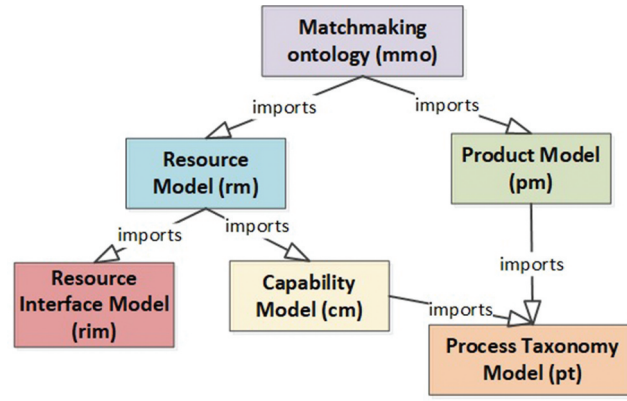 Matchmaking
ontology (mmo)
imports
imports
Resource
Model (rm)
Product Model
(pm)
imports
imports
Resource
Interface Model
(rim)
Capability
Model (cm)
imports
imports
Process Taxonomy
Model (pt)